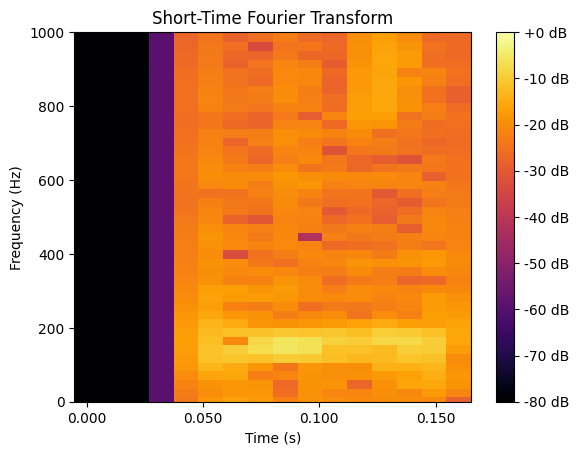 Short-Time Fourier Transform
Frequency (Hz)
1000
800
600
400
200
0
0.000
0.050
0.100
0.150
Time (s)
+0 dB
-10 dB
-20 dB
-30 dB
-40 dB
-50 dB
-60 dB
-70 dB
-80 dB